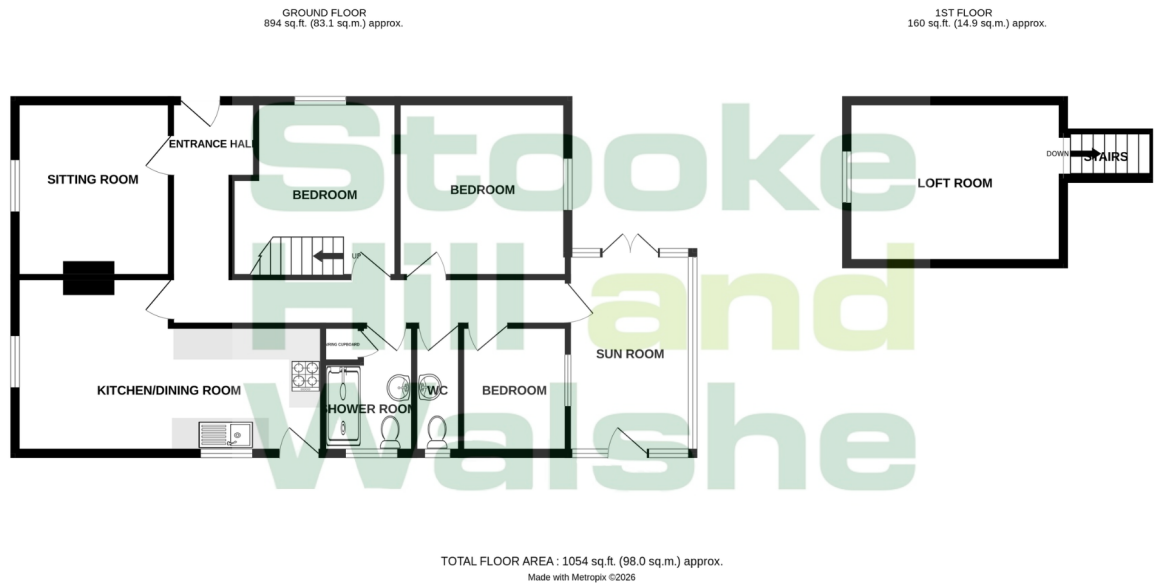 GROUND FLOOR
894 sq.ft. (83.1 sq.m.) approx.
1ST FLOOR
160 sq.ft. (14.9 sq.m.) approx.
ENTRANCE HALL
SITTING ROOM
BEDROOM
BEDROOM
UP
DOWN
STAIRS
LOFT ROOM
Stooke
Hill and
Walshe
AIRING CUPBOARD
SUN ROOM
KITCHEN/DINING ROOM
SHOWER ROOM
WC
BEDROOM
TOTAL FLOOR AREA : 1054 sq.ft. (98.0 sq.m.) approx.
Made with Metropix ©2026